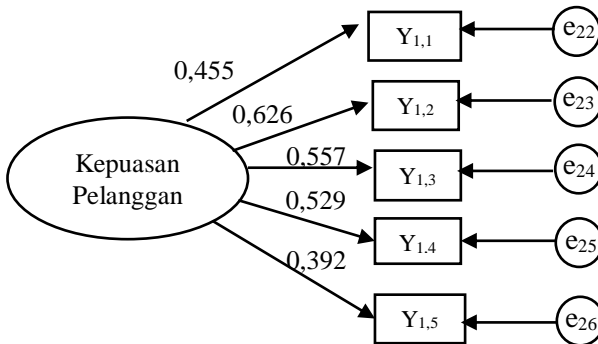 Y1,1
e22
0,455
0,626
Y1,2
e23
Kepuasan
Pelanggan
0,557
Y1,3
e24
0,529
Y1.4
e25
0,392
Y1,5
e26